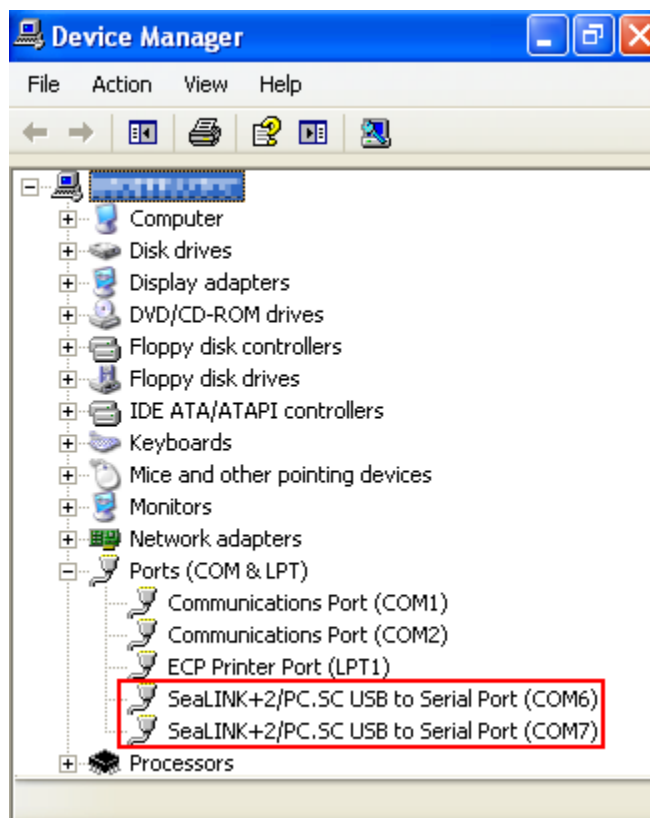 Device Manager
File Action View Help
Computer
Disk drives
Display adapters
DVD/CD-ROM drives
Floppy disk controllers
Floppy disk drives
IDE ATA/ATAPI controllers
Keyboards
Mice and other pointing devices
Monitors
Network adapters
Ports (COM & LPT)
Communications Port (COM1)
Communications Port (COM2)
ECP Printer Port (LPT1)
SeaLINK+2/PC.SC USB to Serial Port (COM6)
SeaLINK+2/PC.SC USB to Serial Port (COM7)
Processors